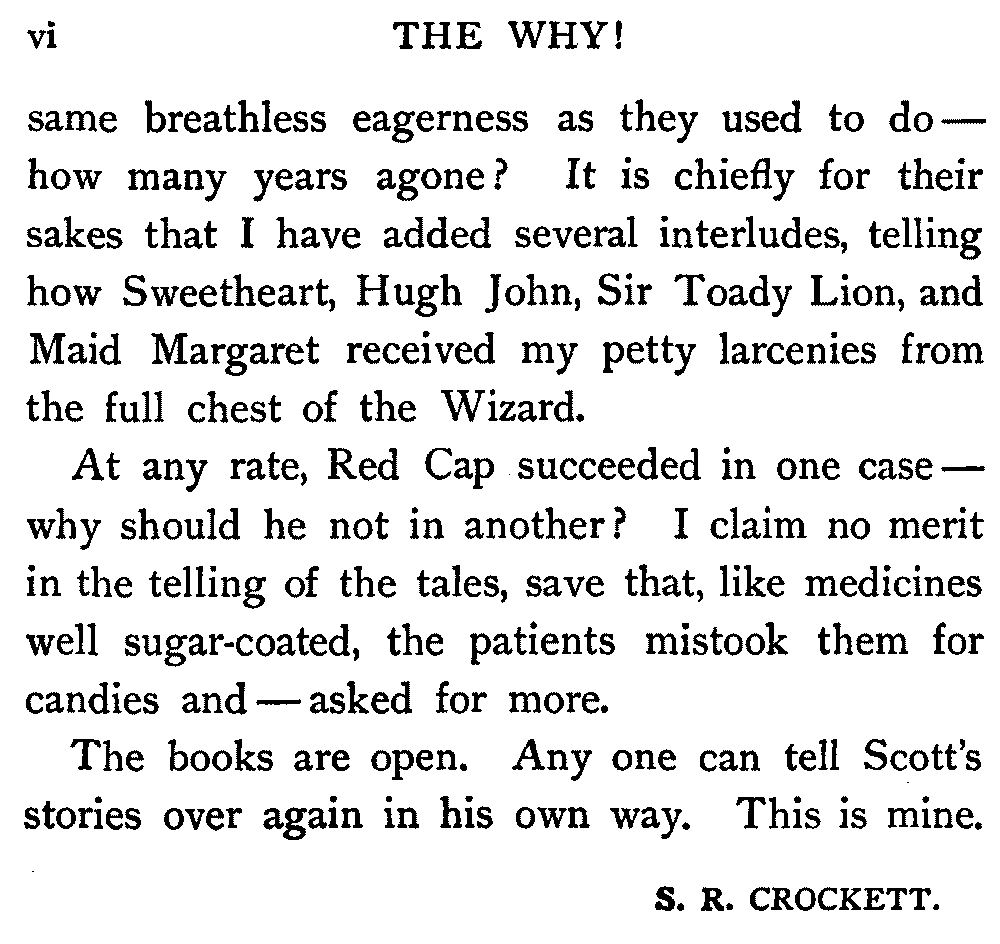 vi THE WHY!
same breathless eagerness as they used to do—
how many years agone? It is chiefly for their
sakes that I have added several interludes, telling
how Sweetheart, Hugh John, Sir Toady Lion, and
Maid Margaret received my petty larcenies from
the full chest of the Wizard.
At any rate, Red Cap succeeded in one case—
why should he not in another? I claim no merit
in the telling of the tales, save that, like medicines
well sugar-coated, the patients mistook them for
candies and—asked for more.
The books are open. Any one can tell Scott's
stories over again in his own way. This is mine.
S. R. CROCKETT.